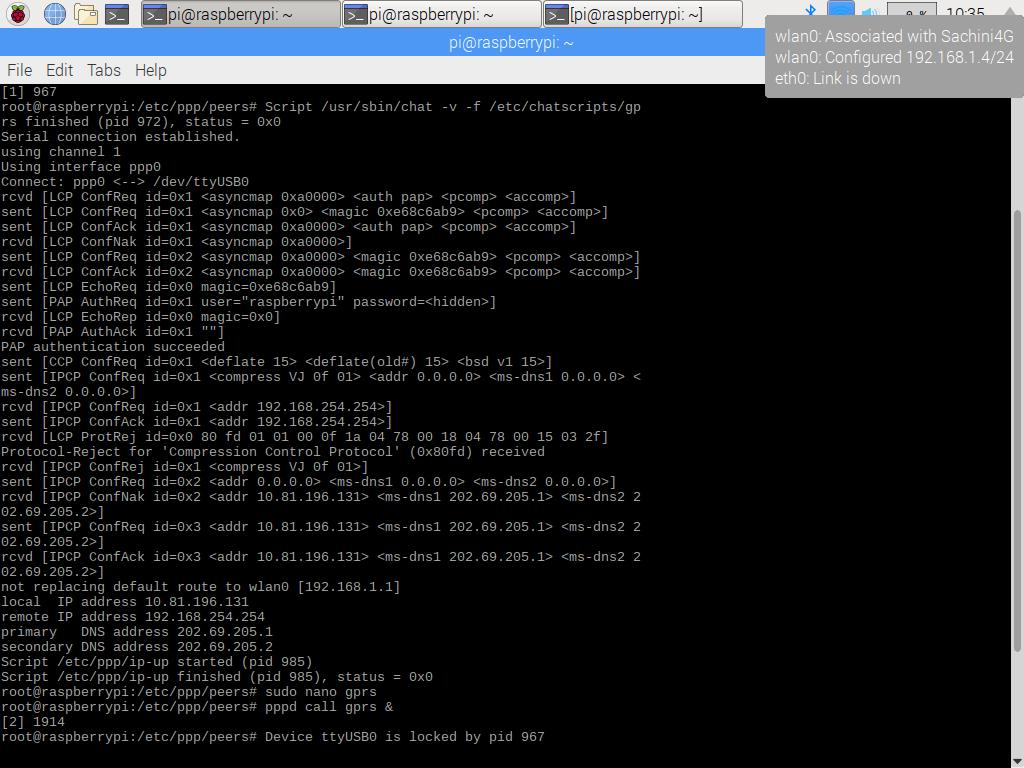 pi@raspberrypi: ~
pi@raspberrypi: ~
[pi@raspberrypi: ~]
10:35
pi@raspberrypi: ~
wlan0: Associated with Sachini4G
wlan0: Configured 192.168.1.4/24
eth0: Link is down
File Edit Tabs Help
[1] 967
root@raspberrypi:/etc/ppp/peers# Script /usr/sbin/chat -v -f /etc/chatscripts/gp
rs finished (pid 972), status = 0x0
Serial connection established.
using channel 1
Using interface ppp0
Connect: ppp0 <--> /dev/ttyUSB0
rcvd [LCP ConfReq id=0x1 <asyncmap 0xa0000> <auth pap> <pcomp> <accomp>]
sent [LCP ConfReq id=0x1 <asyncmap 0x0> <magic 0xe68c6ab9> <pcomp> <accomp>]
sent [LCP ConfAck id=0x1 <asyncmap 0xa0000> <auth pap> <pcomp> <accomp>]
rcvd [LCP ConfNak id=0x1 <asyncmap 0xa0000>]
sent [LCP ConfReq id=0x2 <asyncmap 0xa0000> <magic 0xe68c6ab9> <pcomp> <accomp>]
rcvd [LCP ConfAck id=0x2 <asyncmap 0xa0000> <magic 0xe68c6ab9> <pcomp> <accomp>]
sent [LCP EchoReq id=0x0 magic=0xe68c6ab9]
sent [PAP AuthReq id=0x1 user="raspberrypi" password=<hidden>]
rcvd [LCP EchoRep id=0x0 magic=0x0]
rcvd [PAP AuthAck id=0x1 ""]
PAP authentication succeeded
sent [CCP ConfReq id=0x1 <deflate 15> <deflate(old#) 15> <bsd v1 15>]
sent [IPCP ConfReq id=0x1 <compress VJ 0f 01> <addr 0.0.0.0> <ms-dns1 0.0.0.0> <
ms-dns2 0.0.0.0>]
rcvd [IPCP ConfReq id=0x1 <addr 192.168.254.254>]
sent [IPCP ConfAck id=0x1 <addr 192.168.254.254>]
rcvd [LCP ProtRej id=0x0 80 fd 01 01 00 0f 1a 04 78 00 18 04 78 00 15 03 2f]
Protocol-Reject for 'Compression Control Protocol' (0x80fd) received
rcvd [IPCP ConfRej id=0x1 <compress VJ 0f 01>]
sent [IPCP ConfReq id=0x2 <addr 0.0.0.0> <ms-dns1 0.0.0.0> <ms-dns2 0.0.0.0>]
rcvd [IPCP ConfNak id=0x2 <addr 10.81.196.131> <ms-dns1 202.69.205.1> <ms-dns2 2
02.69.205.2>]
sent [IPCP ConfReq id=0x3 <addr 10.81.196.131> <ms-dns1 202.69.205.1> <ms-dns2 2
02.69.205.2>]
rcvd [IPCP ConfAck id=0x3 <addr 10.81.196.131> <ms-dns1 202.69.205.1> <ms-dns2 2
02.69.205.2>]
not replacing default route to wlan0 [192.168.1.1]
local  IP address 10.81.196.131
remote IP address 192.168.254.254
primary   DNS address 202.69.205.1
secondary DNS address 202.69.205.2
Script /etc/ppp/ip-up started (pid 985)
Script /etc/ppp/ip-up finished (pid 985), status = 0x0
root@raspberrypi:/etc/ppp/peers# sudo nano gprs
root@raspberrypi:/etc/ppp/peers# pppd call gprs &
[2] 1914
root@raspberrypi:/etc/ppp/peers# Device ttyUSB0 is locked by pid 967